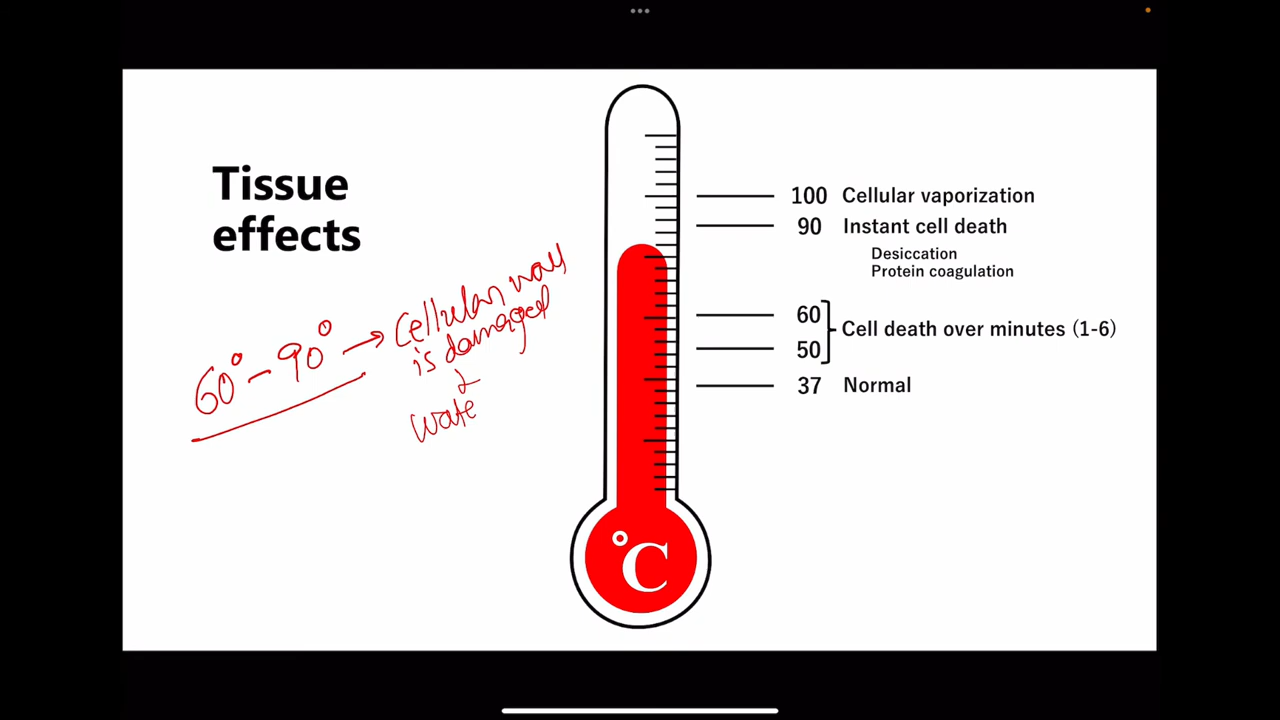 Tissue
effects
60° - 90° → Cellular wall
is damaged
&
wate
100 Cellular vaporization
90 Instant cell death
Desiccation
Protein coagulation
60
Cell death over minutes (1-6)
50
37 Normal
°C